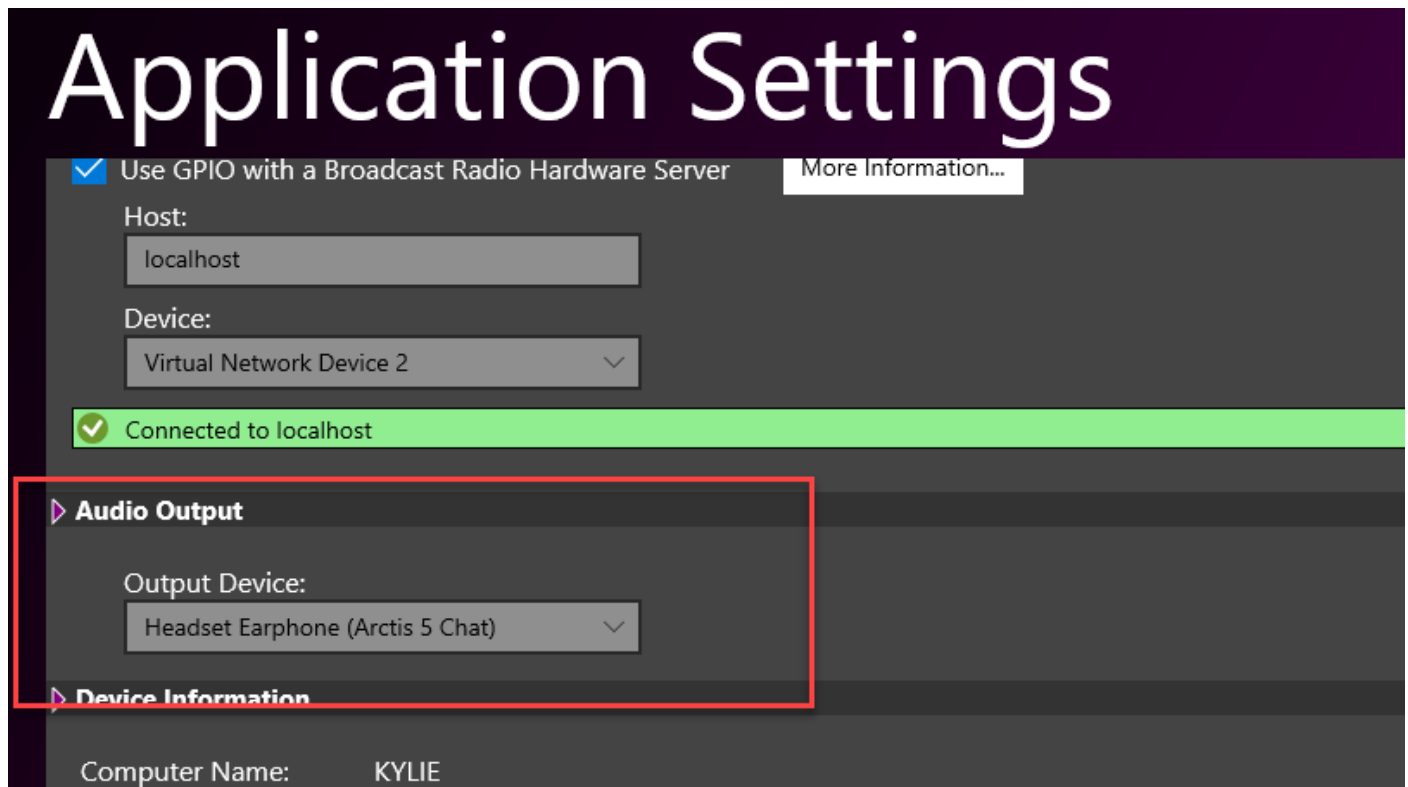 Application Settings
Use GPIO with a Broadcast Radio Hardware Server More Information...
Host:
localhost
Device:
Virtual Network Device 2
Connected to localhost
Audio Output
Output Device:
Headset Earphone (Arctis 5 Chat)
Device Information
Computer Name: KYLIE